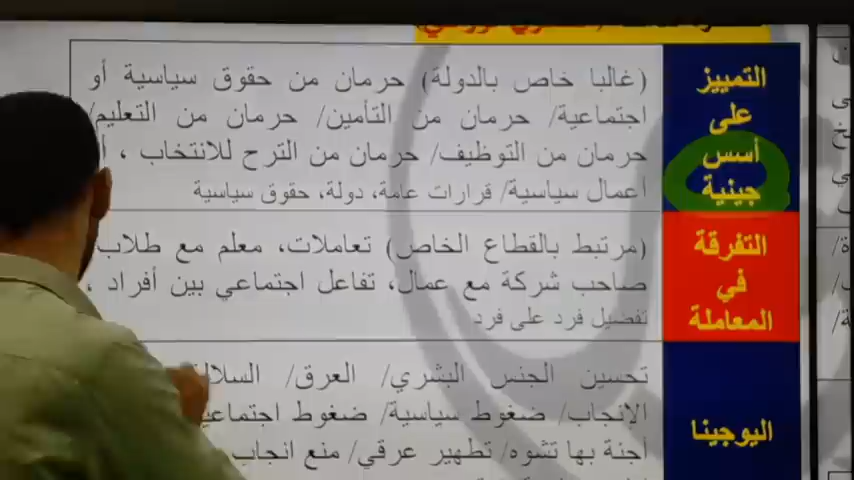 التمييز
على
أسس
جينية
(غالبا خاص بالدولة) حرمان من حقوق سياسية أو
اجتماعية/ حرمان من التأمين/ حرمان من التعليم/
حرمان من التوظيف/ حرمان من الترح للانتخاب ،
أعمال سياسية/ قرارات عامة، دولة، حقوق سياسية
التفرقة
في
المعاملة
(مرتبط بالقطاع الخاص) تعاملات، معلم مع طلاب
صاحب شركة مع عمال، تفاعل اجتماعي بين أفراد ،
تفضيل فرد على فرد
اليوجينا
تحسين الجنس البشري/ العرق/
الإنجاب/ ضغوط سياسية/ ضغوط
أجنة بها تشوه/ تطهير عرقي/ منع انجاب